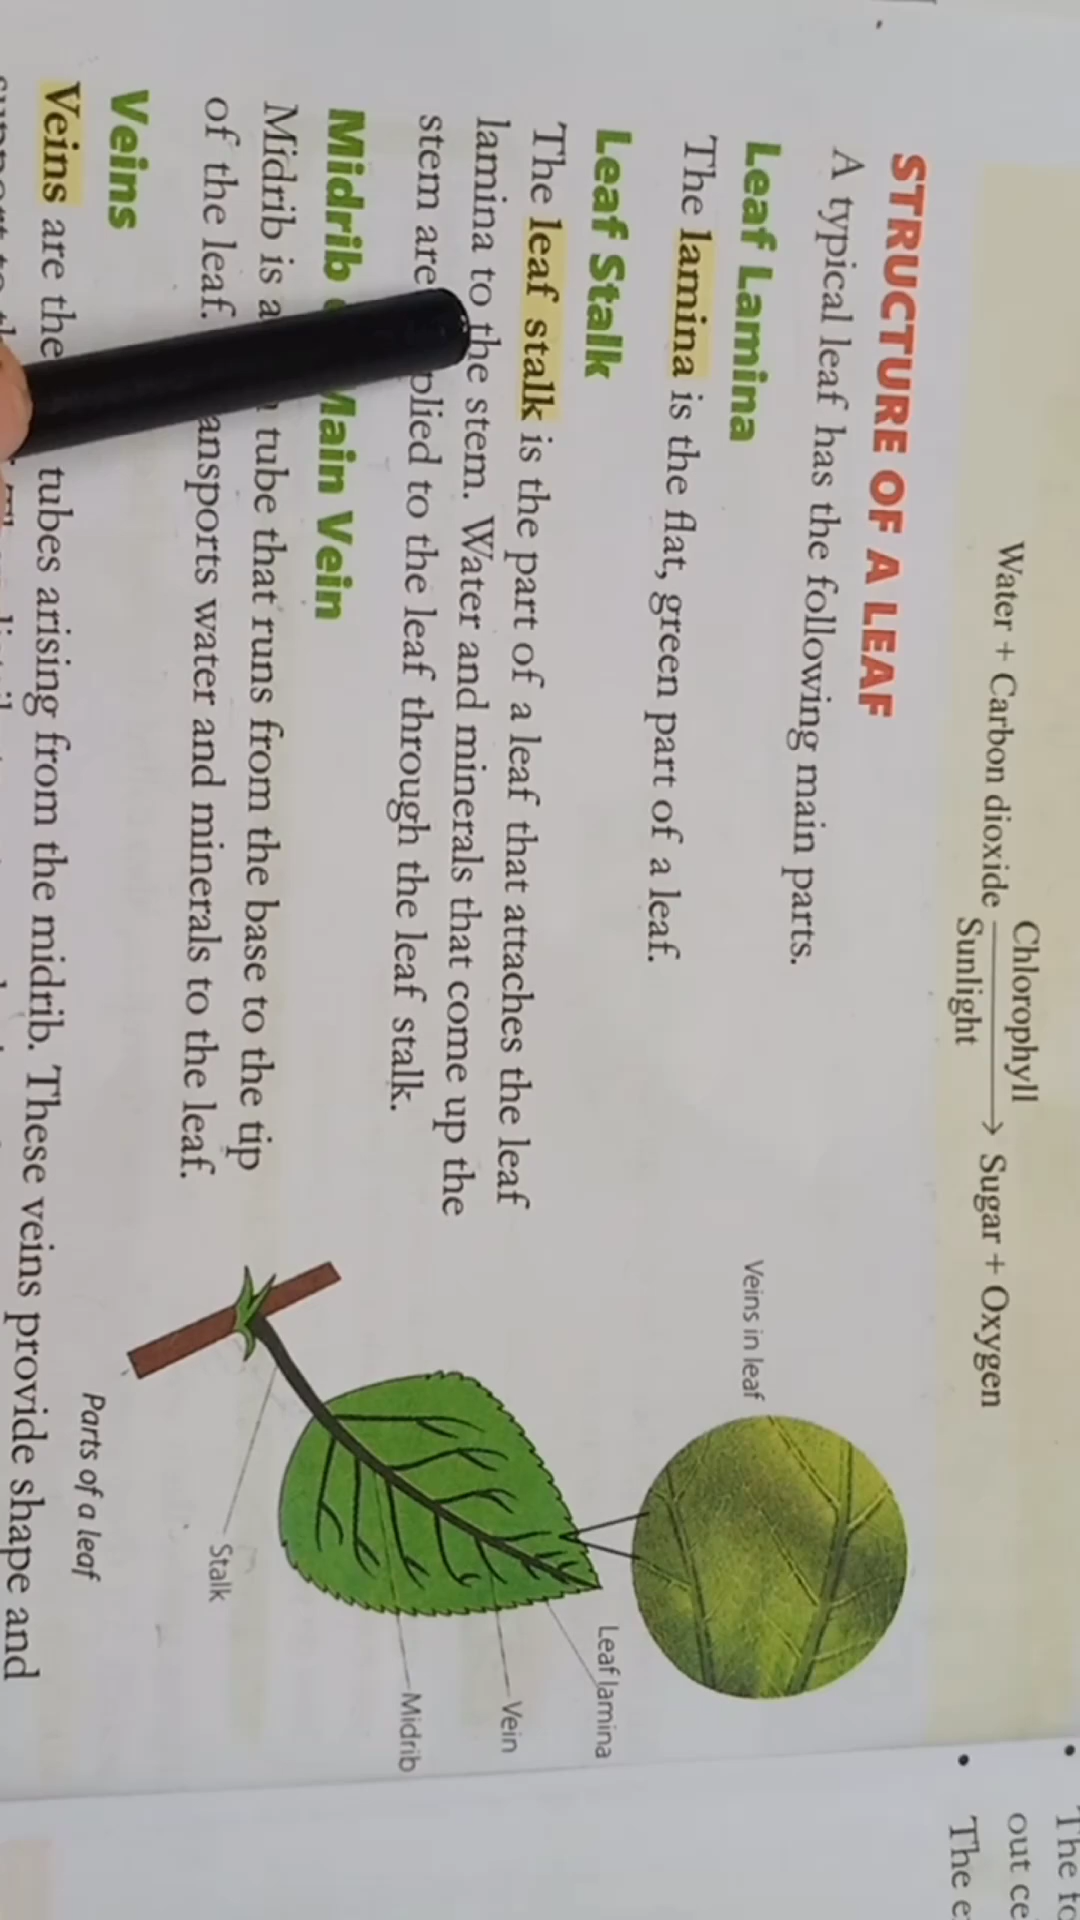 Water + Carbon dioxide Chlorophyll Sunlight → Sugar + Oxygen
STRUCTURE OF A LEAF
A typical leaf has the following main parts.
Leaf Lamina
The lamina is the flat, green part of a leaf.
Leaf Stalk
The leaf stalk is the part of a leaf that attaches the leaf
lamina to the stem. Water and minerals that come up the
stem are plied to the leaf through the leaf stalk.
Midrib Main Vein
Midrib is a tube that runs from the base to the tip
of the leaf. ansports water and minerals to the leaf.
Veins
Veins are the tubes arising from the midrib. These veins provide shape and
Veins in leaf
Leaf lamina
Vein
Midrib
Stalk
Parts of a leaf
out ce
The e